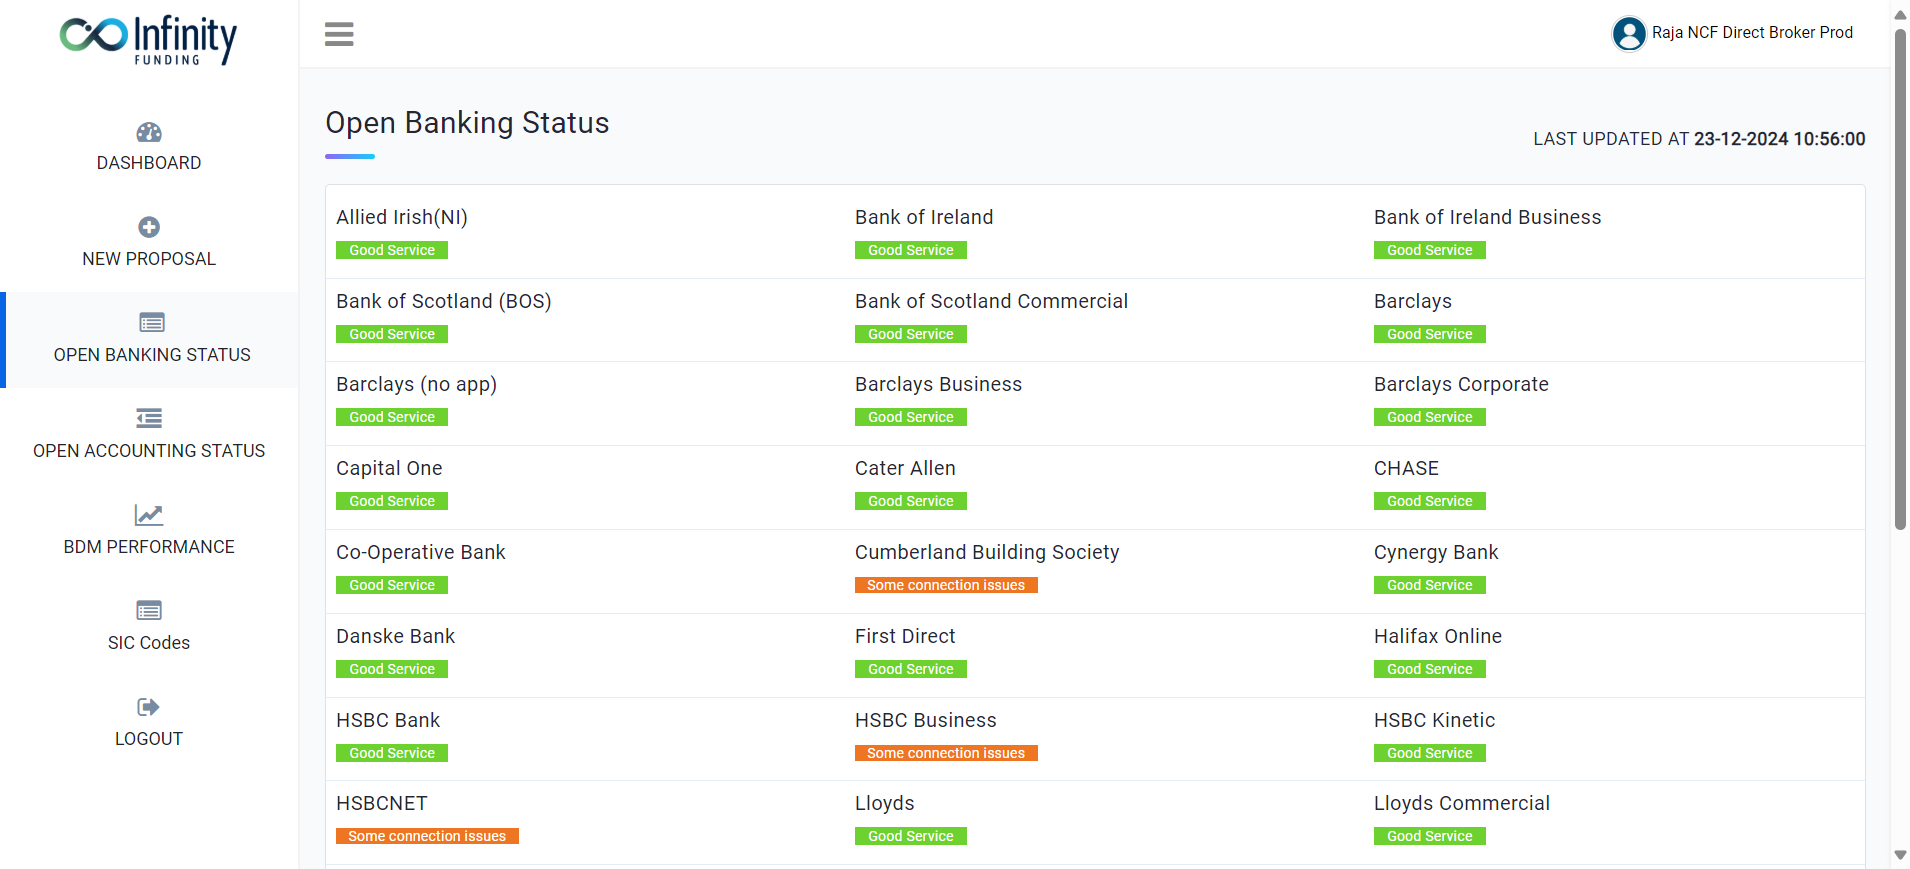 Infinity
FUNDING
Raja NCF Direct Broker Prod
DASHBOARD
NEW PROPOSAL
OPEN BANKING STATUS
OPEN ACCOUNTING STATUS
BDM PERFORMANCE
SIC Codes
LOGOUT
Open Banking Status
LAST UPDATED AT 23-12-2024 10:56:00
Allied Irish(NI) Bank of Ireland Bank of Ireland Business
Good Service Good Service Good Service
Bank of Scotland (BOS) Bank of Scotland Commercial Barclays
Good Service Good Service Good Service
Barclays (no app) Barclays Business Barclays Corporate
Good Service Good Service Good Service
Capital One Cater Allen CHASE
Good Service Good Service Good Service
Co-Operative Bank Cumberland Building Society Cynergy Bank
Good Service Some connection issues Good Service
Danske Bank First Direct Halifax Online
Good Service Good Service Good Service
HSBC Bank HSBC Business HSBC Kinetic
Good Service Some connection issues Good Service
HSBCNET Lloyds Lloyds Commercial
Some connection issues Good Service Good Service